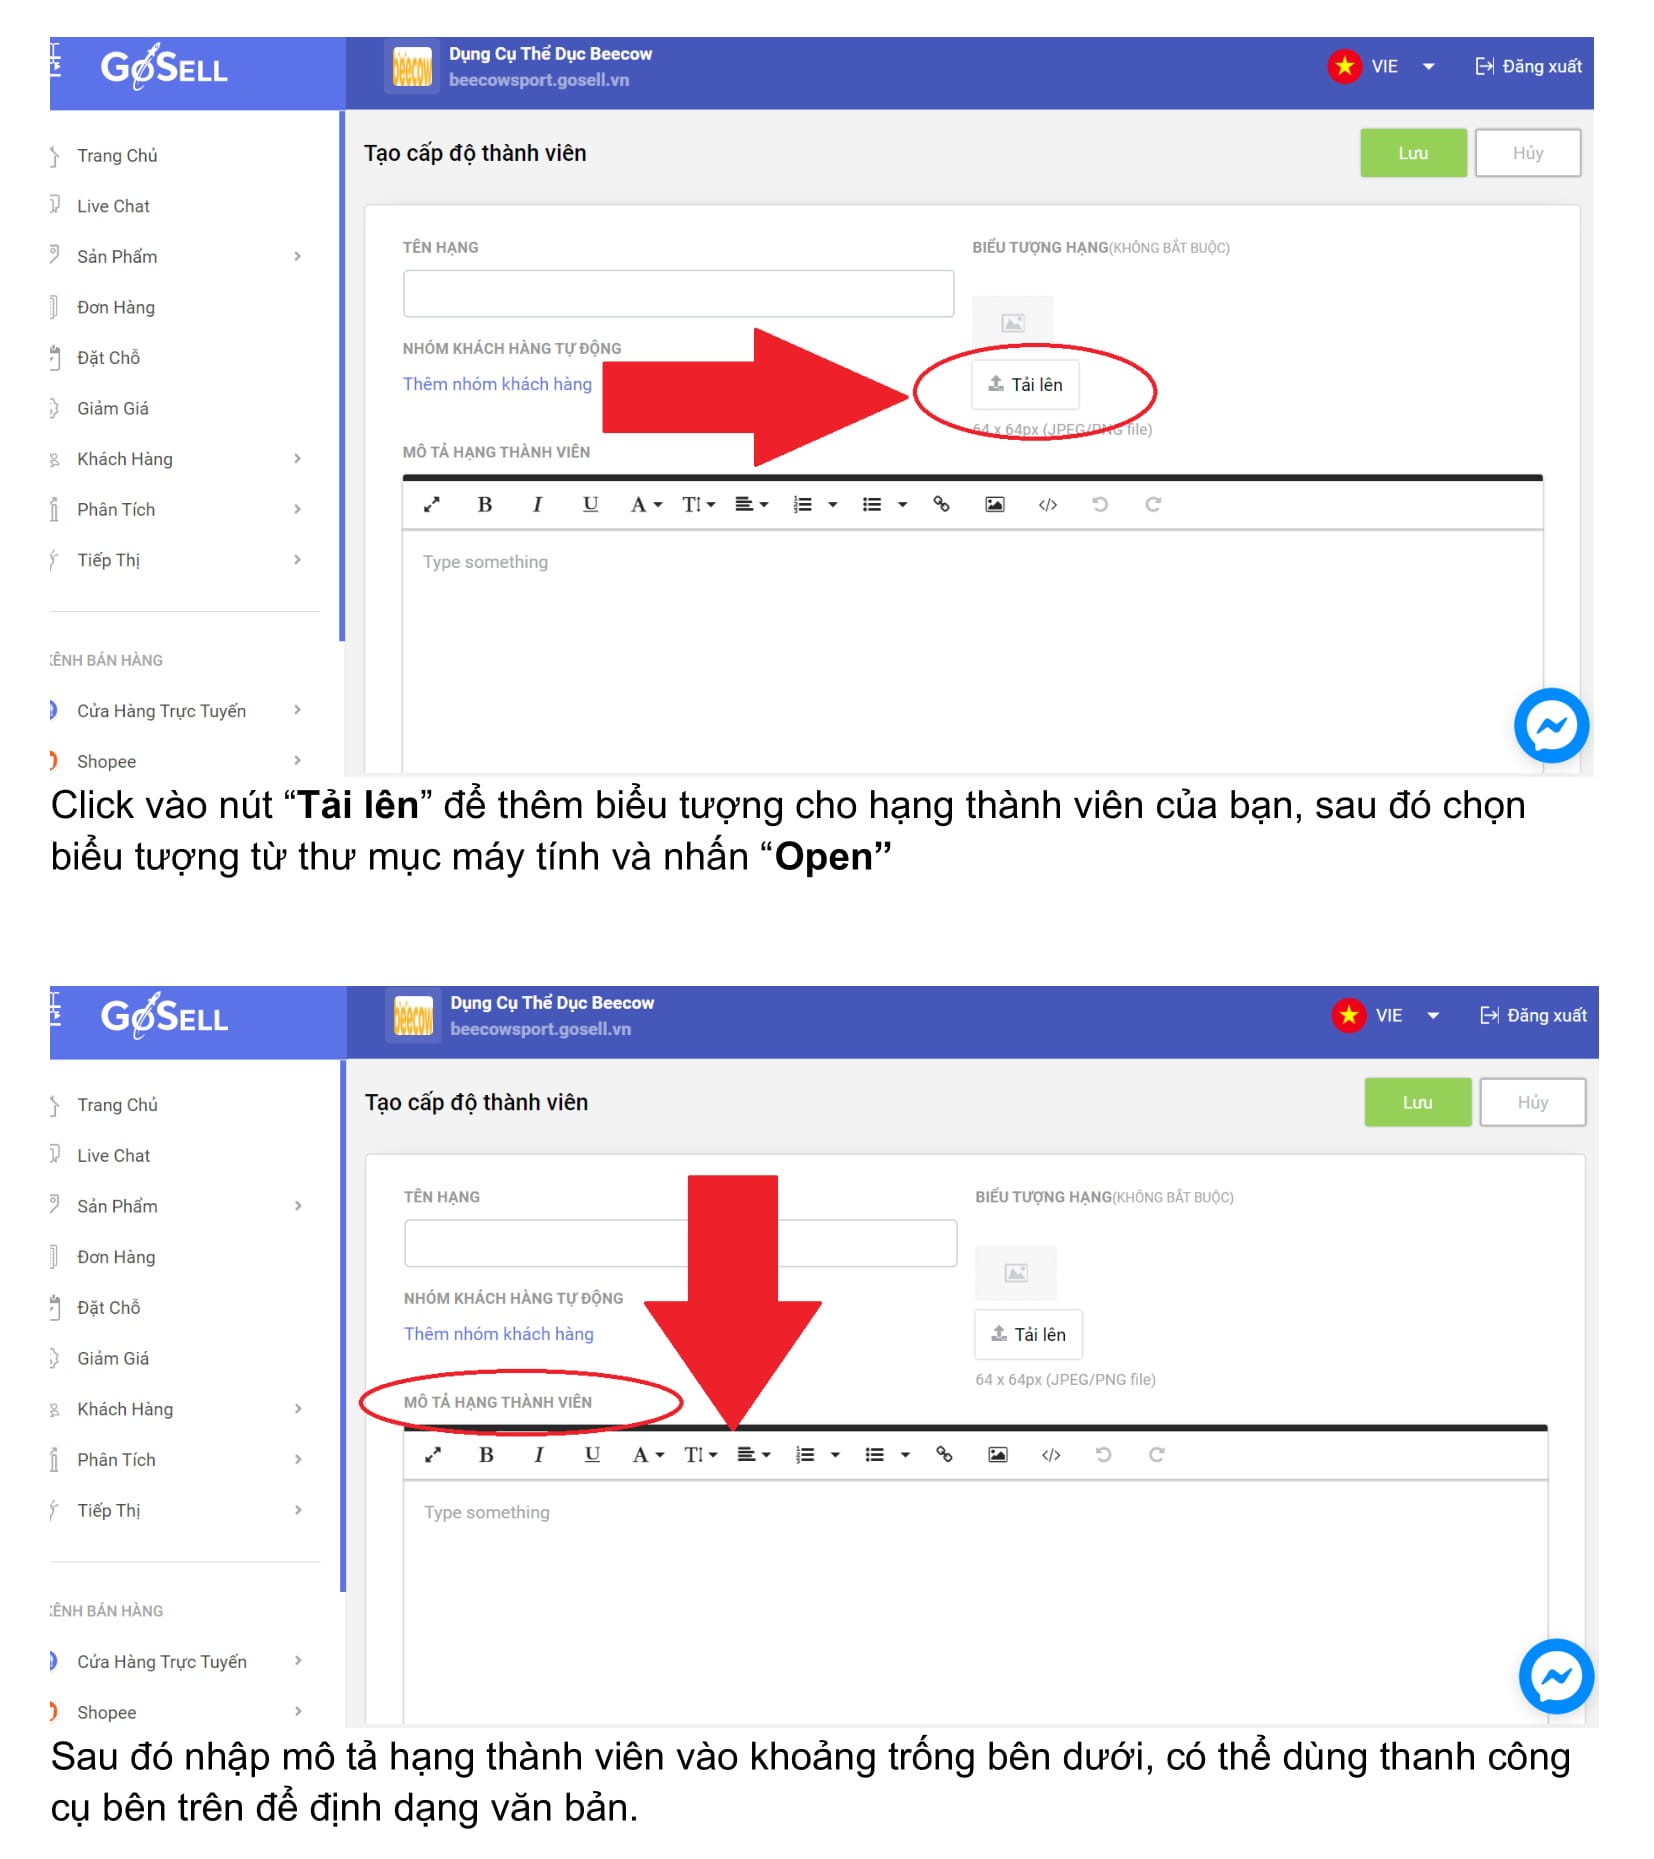 GoSELL
Dụng Cụ Thể Dục Beecow
beecowsport.gosell.vn
VIE
Đăng xuất
Trang Chủ
Live Chat
Sản Phẩm
Đơn Hàng
Đặt Chỗ
Giảm Giá
Khách Hàng
Phân Tích
Tiếp Thị
KÊNH BÁN HÀNG
Cửa Hàng Trực Tuyến
Shopee
Tạo cấp độ thành viên
Lưu
Hủy
TÊN HẠNG
BIỂU TƯỢNG HẠNG(KHÔNG BẮT BUỘC)
NHÓM KHÁCH HÀNG TỰ ĐỘNG
Thêm nhóm khách hàng
Tải lên
64 x 64px (JPEG/PNG file)
MÔ TẢ HẠNG THÀNH VIÊN
Type something
Click vào nút “Tải lên” để thêm biểu tượng cho hạng thành viên của bạn, sau đó chọn
biểu tượng từ thư mục máy tính và nhấn “Open”
GoSELL
Dụng Cụ Thể Dục Beecow
beecowsport.gosell.vn
VIE
Đăng xuất
Trang Chủ
Live Chat
Sản Phẩm
Đơn Hàng
Đặt Chỗ
Giảm Giá
Khách Hàng
Phân Tích
Tiếp Thị
KÊNH BÁN HÀNG
Cửa Hàng Trực Tuyến
Shopee
Tạo cấp độ thành viên
Lưu
Hủy
TÊN HẠNG
BIỂU TƯỢNG HẠNG(KHÔNG BẮT BUỘC)
NHÓM KHÁCH HÀNG TỰ ĐỘNG
Thêm nhóm khách hàng
Tải lên
64 x 64px (JPEG/PNG file)
MÔ TẢ HẠNG THÀNH VIÊN
Type something
Sau đó nhập mô tả hạng thành viên vào khoảng trống bên dưới, có thể dùng thanh công
cụ bên trên để định dạng văn bản.